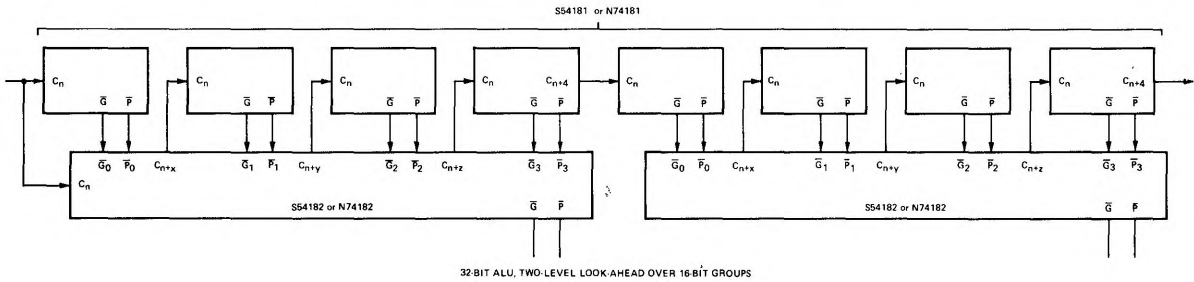 S54181 or N74181
Cn Cn Cn Cn Cn+4 Cn Cn Cn Cn Cn+4
G̅ P̅ G̅ P̅ G̅ P̅ G̅ P̅ G̅ P̅ G̅ P̅ G̅ P̅ G̅ P̅
G̅0 P̅0 Cn+x G̅1 P̅1 Cn+y G̅2 P̅2 Cn+z G̅3 P̅3 G̅0 P̅0 Cn+x G̅1 P̅1 Cn+y G̅2 P̅2 Cn+z G̅3 P̅3
Cn
S54182 or N74182 G̅ P̅ S54182 or N74182 G̅ P̅
32-BIT ALU, TWO-LEVEL LOOK-AHEAD OVER 16-BIT GROUPS